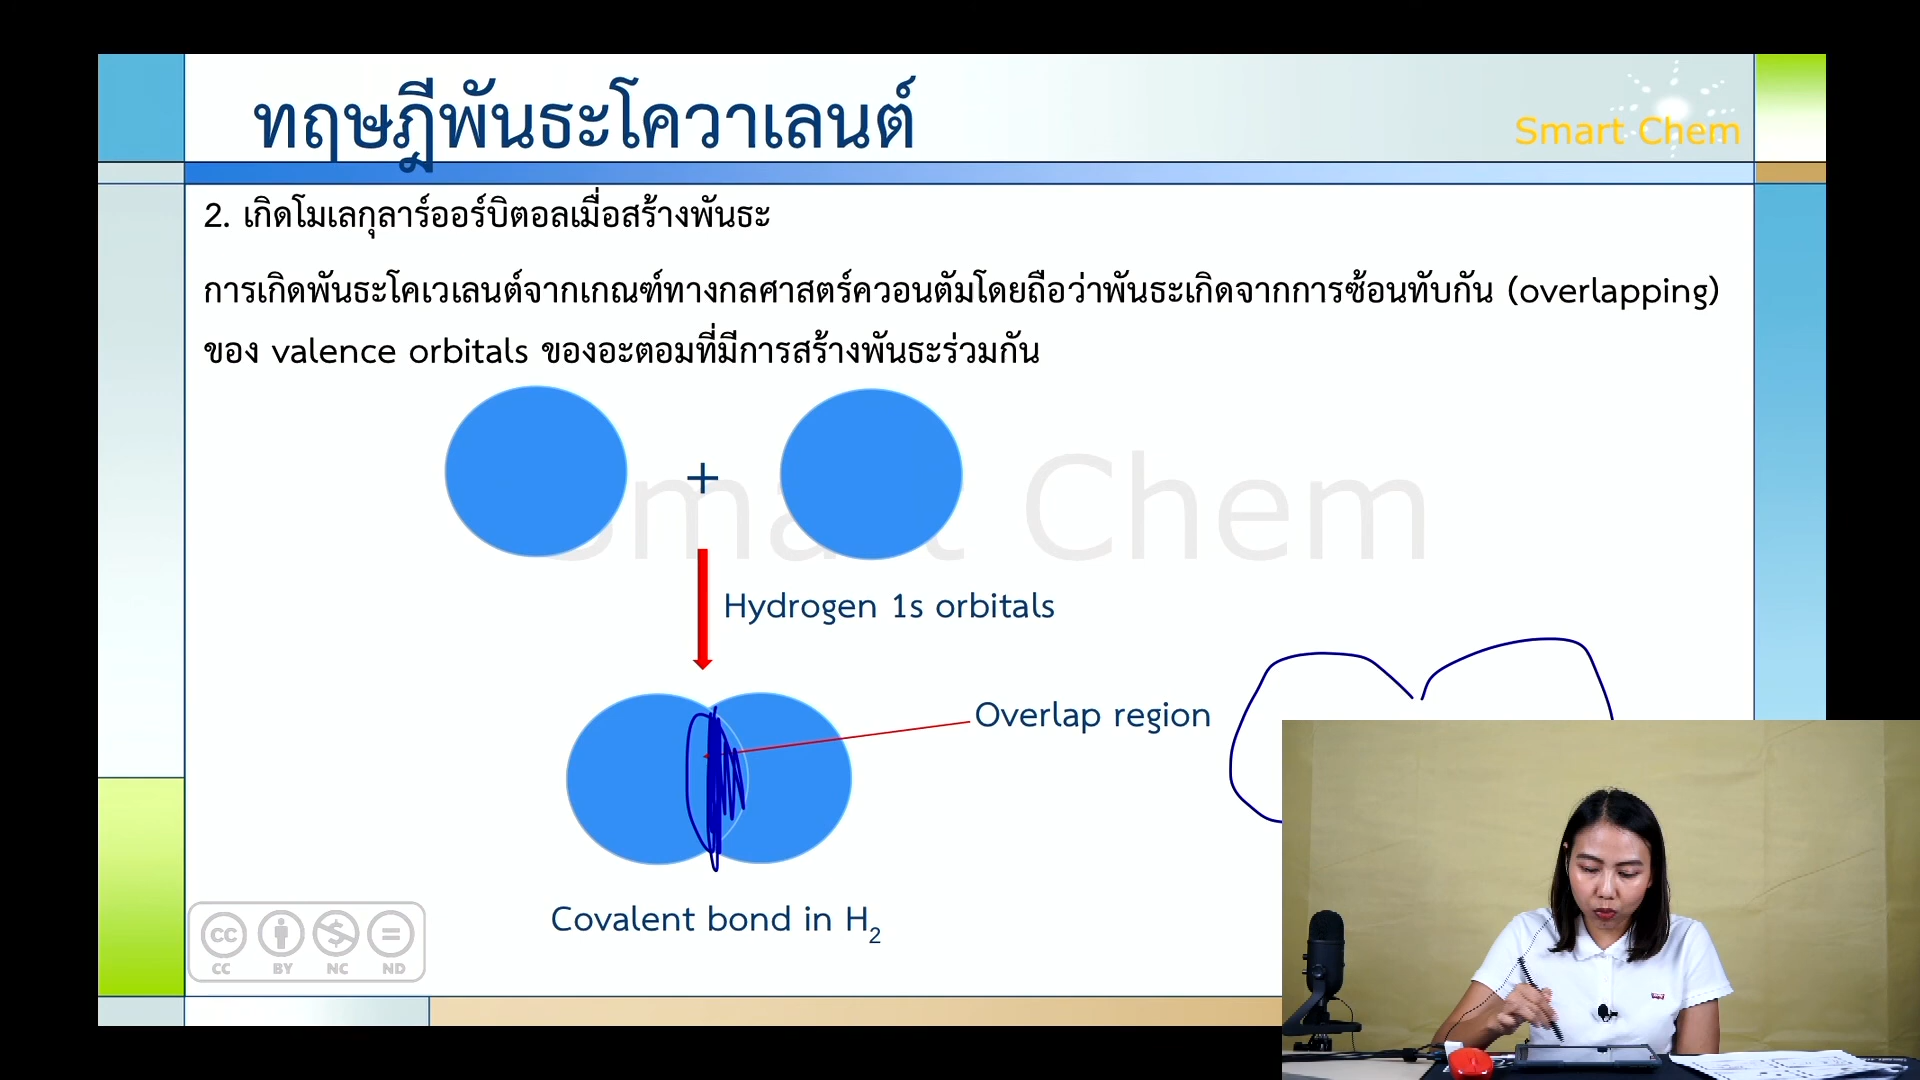 ทฤษฎีพันธะโควาเลนต์
Smart Chem
2. เกิดโมเลกุลาร์ออร์บิตอลเมื่อสร้างพันธะ
การเกิดพันธะโคเวเลนต์จากเกณฑ์ทางกลศาสตร์ควอนตัมโดยถือว่าพันธะเกิดจากการซ้อนทับกัน (overlapping)
ของ valence orbitals ของอะตอมที่มีการสร้างพันธะร่วมกัน
+
Smart Chem
Hydrogen 1s orbitals
Overlap region
Covalent bond in H₂
CC BY NC ND